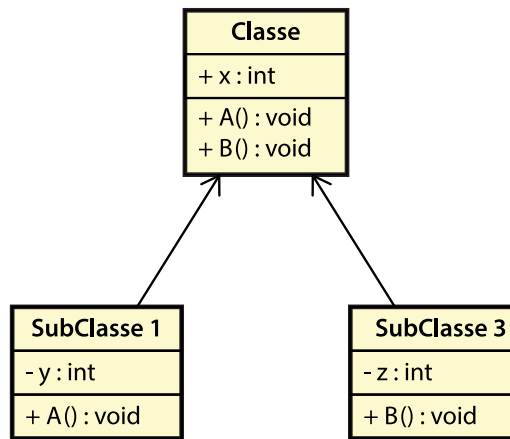 Classe
+ x : int
+ A() : void
+ B() : void
SubClasse 1
- y : int
+ A() : void
SubClasse 3
- z : int
+ B() : void